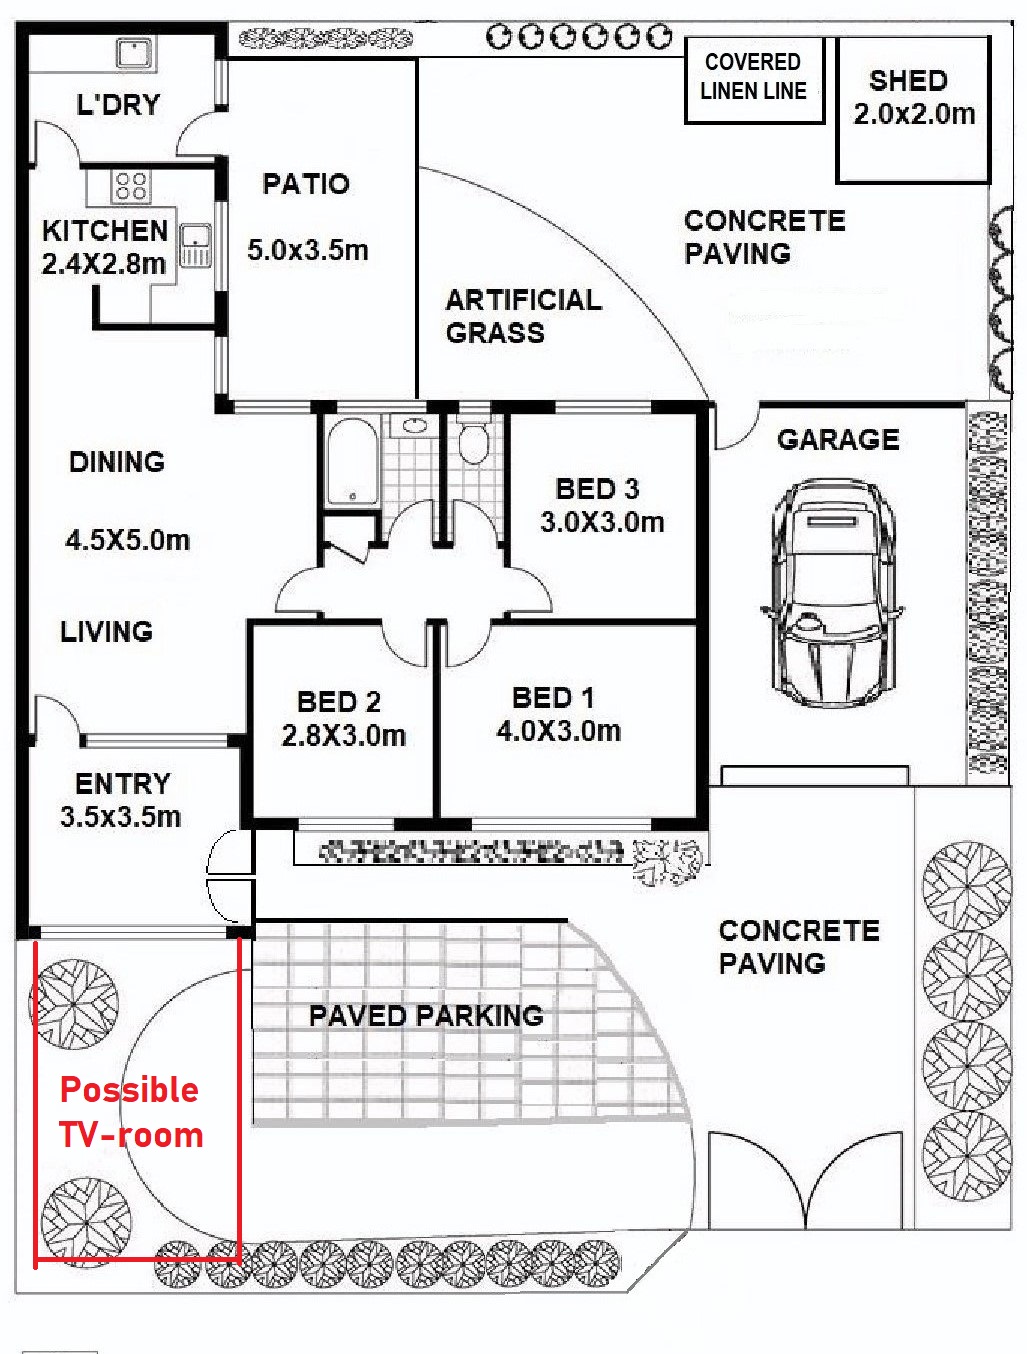 COVERED
LINEN LINE
SHED
2.0x2.0m
L'DRY
PATIO
5.0x3.5m
KITCHEN
2.4X2.8m
CONCRETE
PAVING
ARTIFICIAL
GRASS
DINING
4.5X5.0m
LIVING
BED 3
3.0X3.0m
GARAGE
BED 2
2.8X3.0m
BED 1
4.0X3.0m
ENTRY
3.5x3.5m
CONCRETE
PAVING
PAVED PARKING
Possible
TV-room